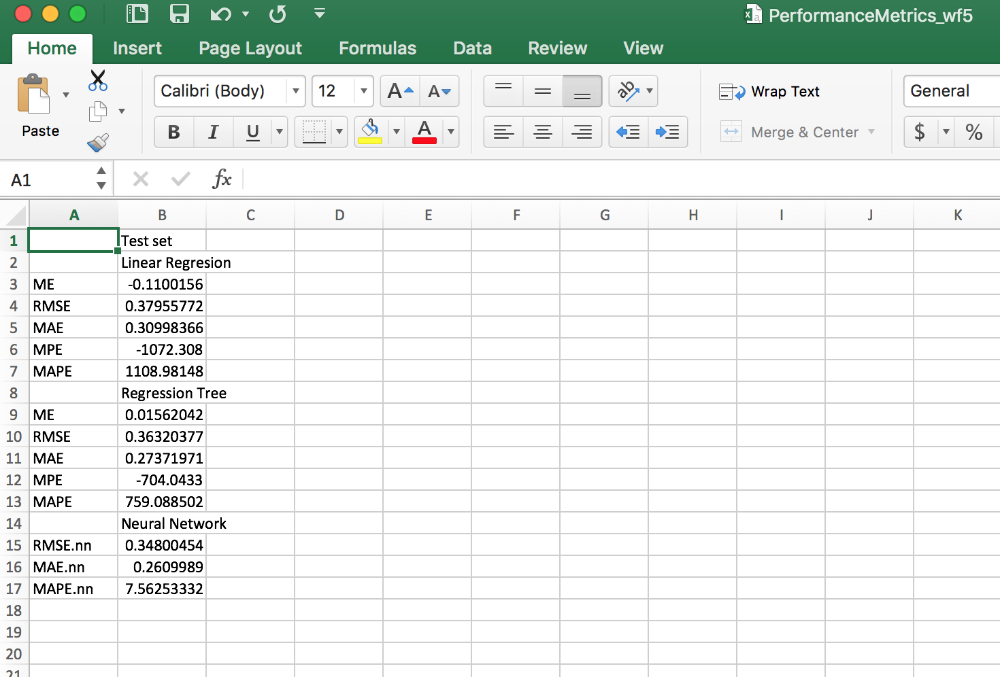 PerformanceMetrics_wf5
Home Insert Page Layout Formulas Data Review View
Paste
Calibri (Body) 12
Wrap Text
General
B I U A
Merge & Center
$ %
A1 fx
A B C D E F G H I J K
1 Test set
2 Linear Regresion
3 ME -0.1100156
4 RMSE 0.37955772
5 MAE 0.30998366
6 MPE -1072.308
7 MAPE 1108.98148
8 Regression Tree
9 ME 0.01562042
10 RMSE 0.36320377
11 MAE 0.27371971
12 MPE -704.0433
13 MAPE 759.088502
14 Neural Network
15 RMSE.nn 0.34800454
16 MAE.nn 0.2609989
17 MAPE.nn 7.56253332
18
19
20
21